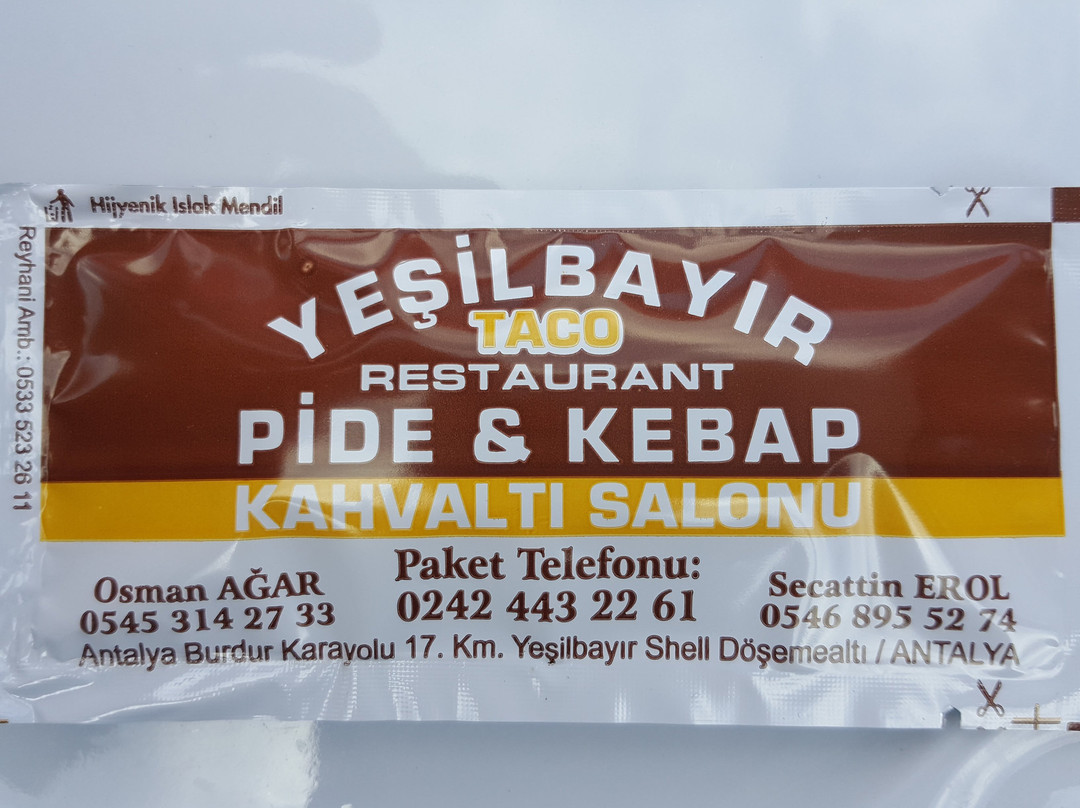 Hijyenik Islak Mendil
Reyhani Amb.: 0533 523 26 11
YEŞİLBAYIR
TACO
RESTAURANT
PİDE & KEBAP
KAHVALTI SALONU
Paket Telefonu:
0242 443 22 61
Osman AĞAR
0545 314 27 33
Secattin EROL
0546 895 52 74
Antalya Burdur Karayolu 17. Km. Yeşilbayır Shell Döşemealtı / ANTALYA